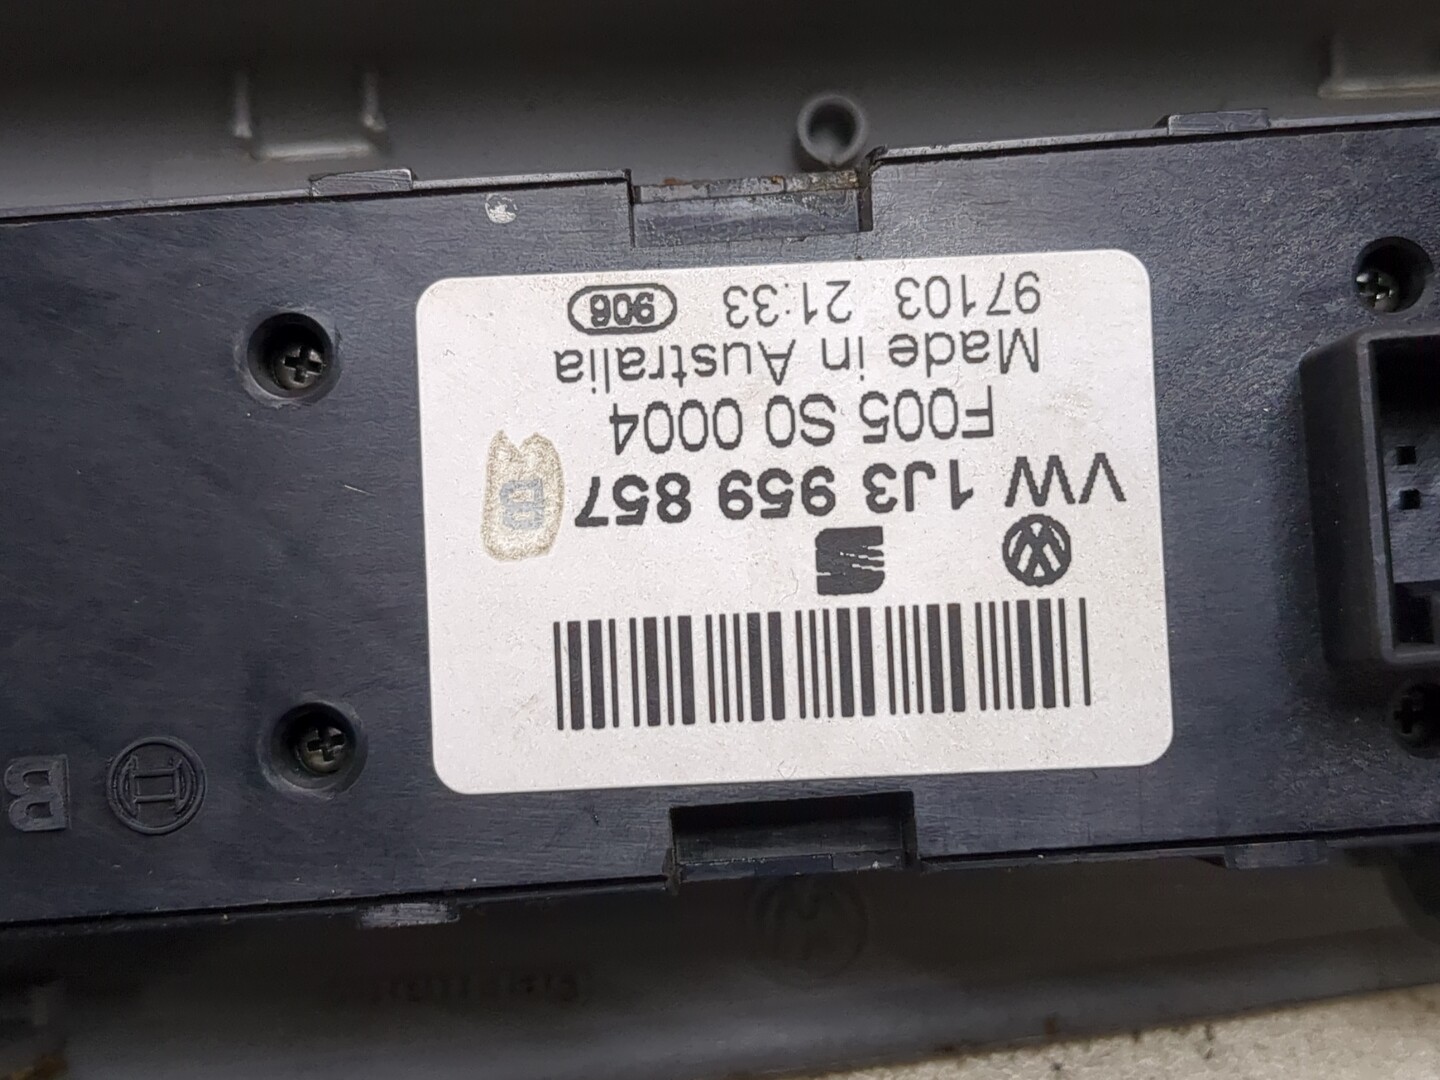 VW 1J3 959 857 B
F005 S0 0004
Made in Australia
97103 21:33 906
B